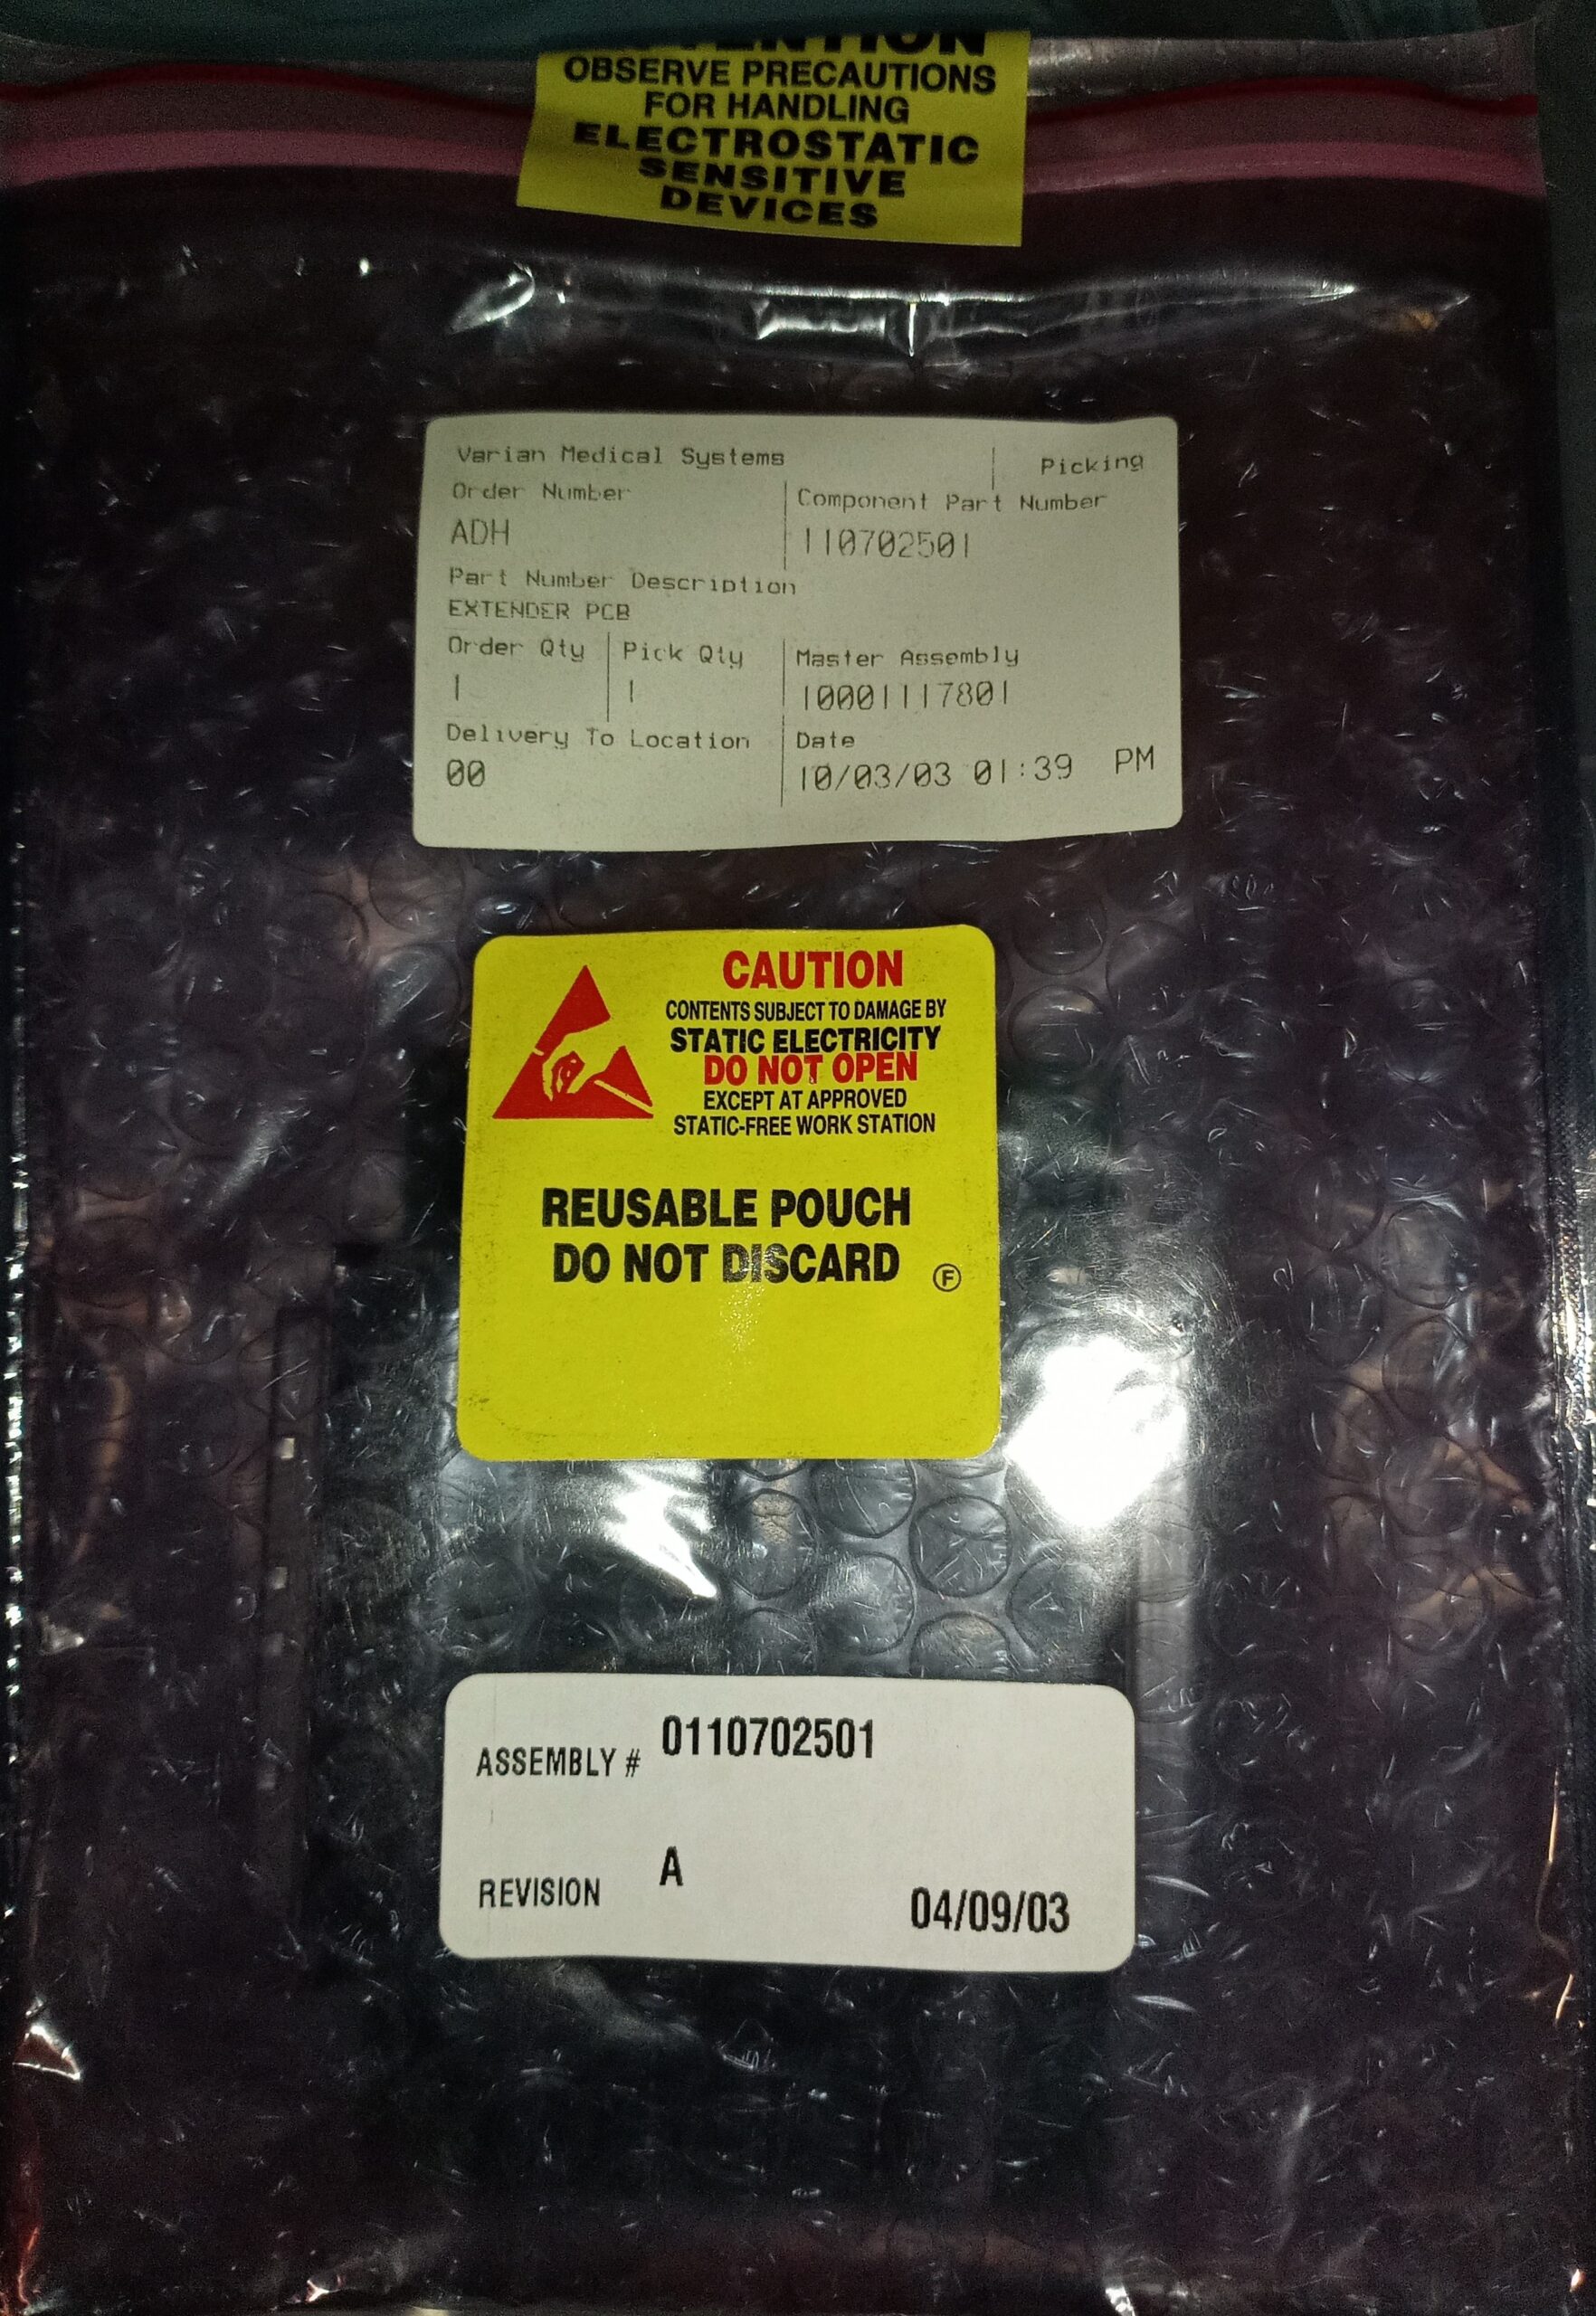 OBSERVE PRECAUTIONS
FOR HANDLING
ELECTROSTATIC
SENSITIVE
DEVICES
Varian Medical Systems Picking
Order Number Component Part Number
ADH 110702501
Part Number Description
EXTENDER PCB
Order Qty Pick Qty Master Assembly
1 1 10001117801
Delivery To Location Date
00 10/03/03 01:39 PM
CAUTION
CONTENTS SUBJECT TO DAMAGE BY
STATIC ELECTRICITY
DO NOT OPEN
EXCEPT AT APPROVED
STATIC-FREE WORK STATION
REUSABLE POUCH
DO NOT DISCARD Ⓕ
ASSEMBLY # 0110702501
REVISION A
04/09/03